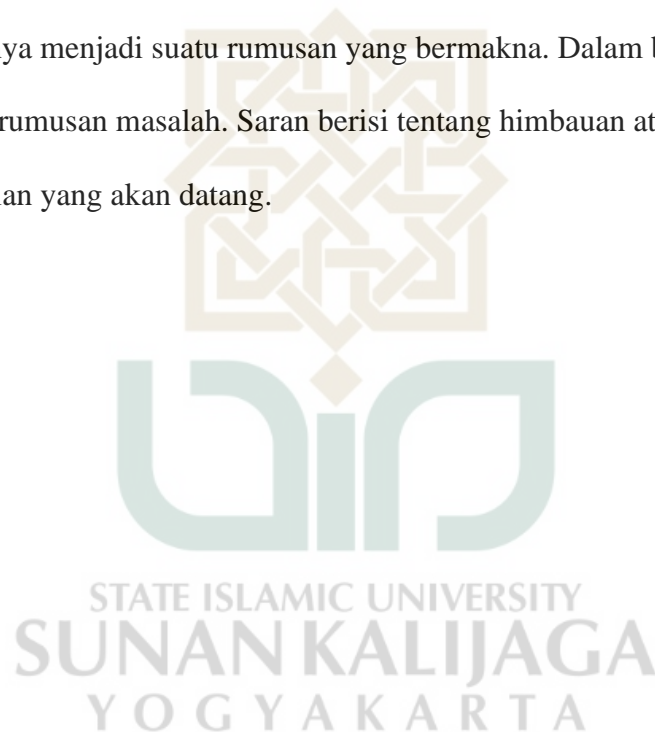 ya menjadi suatu rumusan yang bermakna. Dalam b
rumusan masalah. Saran berisi tentang himbauan at
an yang akan datang.
STATE ISLAMIC UNIVERSITY
SUNAN KALIJAGA
YOGYAKARTA